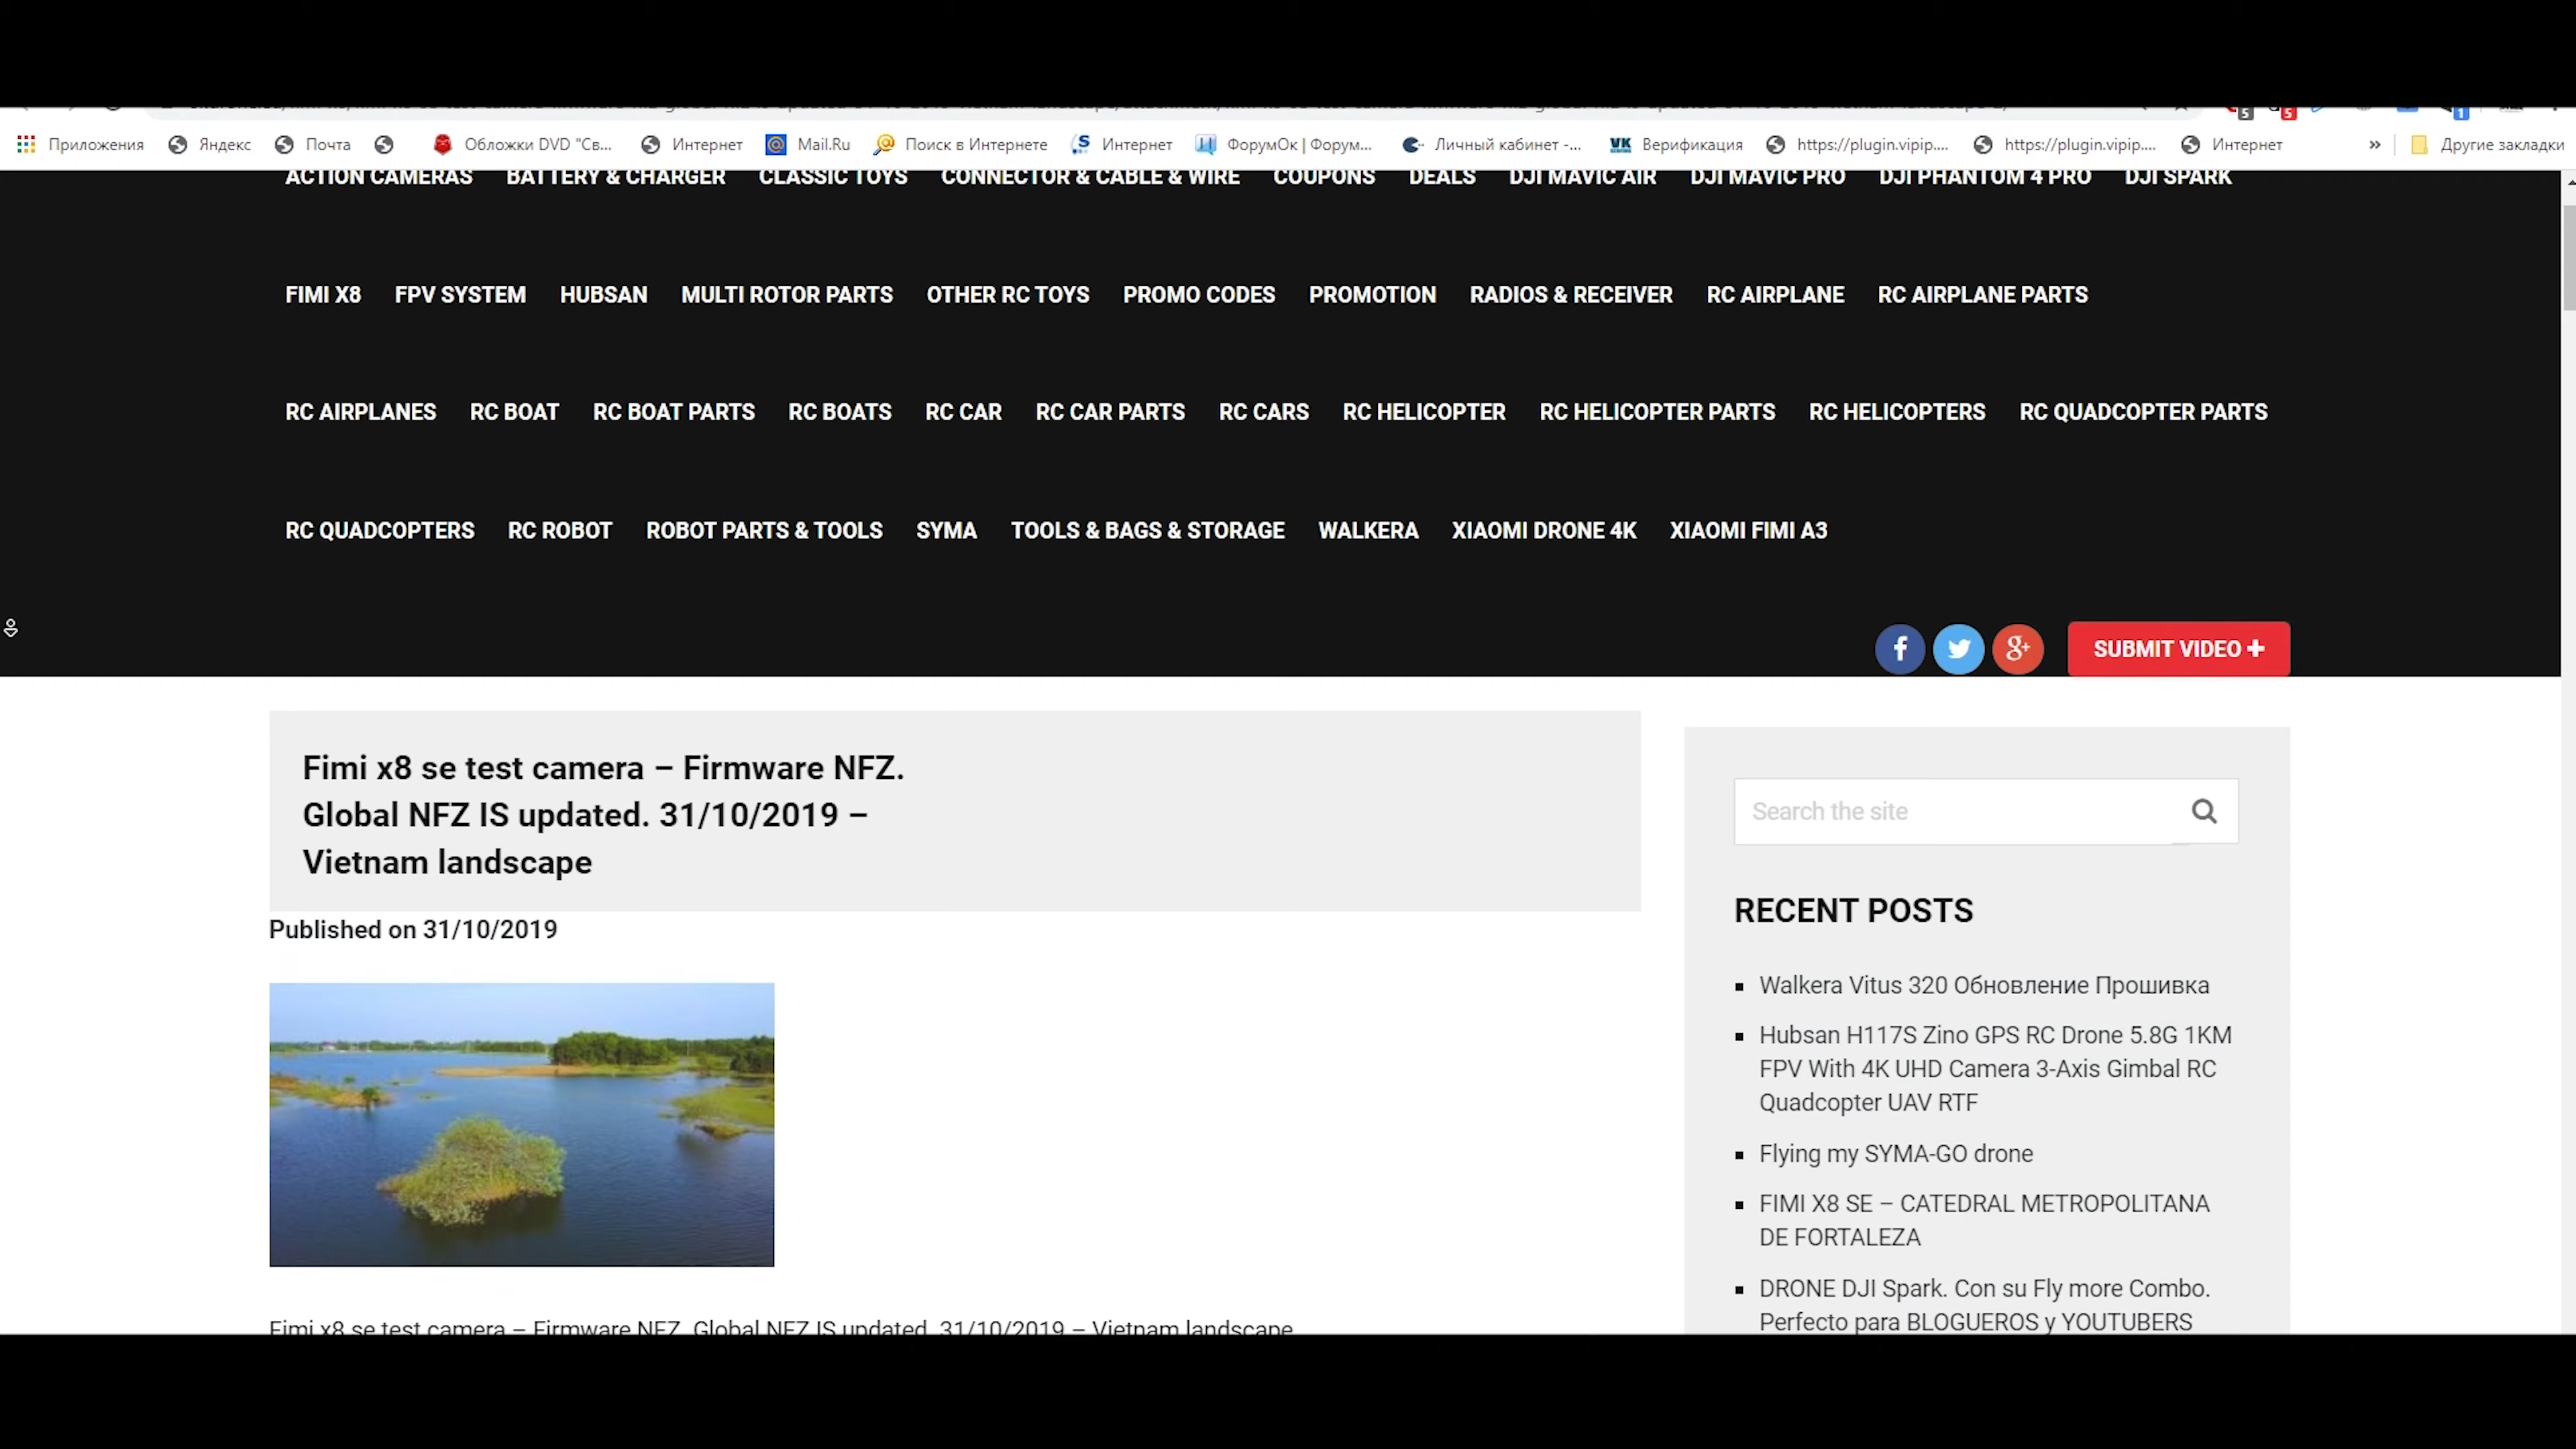 Приложения Яндекс Почта Обложки DVD "Св... Интернет Mail.Ru Поиск в Интернете Интернет ФорумОк | Форум... Личный кабинет -... Верификация https://plugin.vipip.... https://plugin.vipip.... Интернет » Другие закладки
ACTION CAMERAS BATTERY & CHARGER CLASSIC TOYS CONNECTOR & CABLE & WIRE COUPONS DEALS DJI MAVIC AIR DJI MAVIC PRO DJI PHANTOM 4 PRO DJI SPARK
FIMI X8 FPV SYSTEM HUBSAN MULTI ROTOR PARTS OTHER RC TOYS PROMO CODES PROMOTION RADIOS & RECEIVER RC AIRPLANE RC AIRPLANE PARTS
RC AIRPLANES RC BOAT RC BOAT PARTS RC BOATS RC CAR RC CAR PARTS RC CARS RC HELICOPTER RC HELICOPTER PARTS RC HELICOPTERS RC QUADCOPTER PARTS
RC QUADCOPTERS RC ROBOT ROBOT PARTS & TOOLS SYMA TOOLS & BAGS & STORAGE WALKERA XIAOMI DRONE 4K XIAOMI FIMI A3
SUBMIT VIDEO +
Fimi x8 se test camera – Firmware NFZ.
Global NFZ IS updated. 31/10/2019 –
Vietnam landscape
Published on 31/10/2019
Fimi x8 se test camera – Firmware NFZ. Global NFZ IS updated. 31/10/2019 – Vietnam landscape
Search the site
RECENT POSTS
Walkera Vitus 320 Обновление Прошивка
Hubsan H117S Zino GPS RC Drone 5.8G 1KM
FPV With 4K UHD Camera 3-Axis Gimbal RC
Quadcopter UAV RTF
Flying my SYMA-GO drone
FIMI X8 SE – CATEDRAL METROPOLITANA
DE FORTALEZA
DRONE DJI Spark. Con su Fly more Combo.
Perfecto para BLOGUEROS y YOUTUBERS